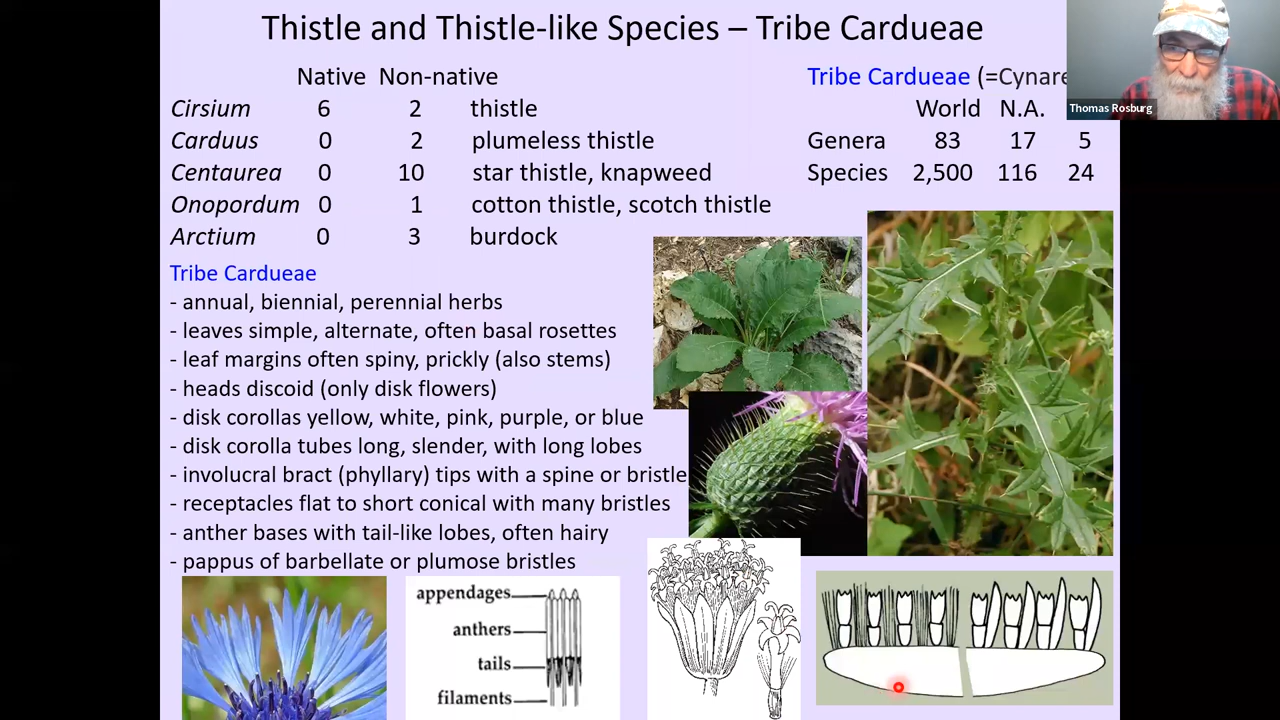 Thistle and Thistle-like Species – Tribe Cardueae
Native Non-native
Cirsium 6 2 thistle
Carduus 0 2 plumeless thistle
Centaurea 0 10 star thistle, knapweed
Onopordum 0 1 cotton thistle, scotch thistle
Arctium 0 3 burdock
Tribe Cardueae (=Cynare
World N.A.
Genera 83 17 5
Species 2,500 116 24
Thomas Rosburg
Tribe Cardueae
- annual, biennial, perennial herbs
- leaves simple, alternate, often basal rosettes
- leaf margins often spiny, prickly (also stems)
- heads discoid (only disk flowers)
- disk corollas yellow, white, pink, purple, or blue
- disk corolla tubes long, slender, with long lobes
- involucral bract (phyllary) tips with a spine or bristle
- receptacles flat to short conical with many bristles
- anther bases with tail-like lobes, often hairy
- pappus of barbellate or plumose bristles
appendages
anthers
tails
filaments